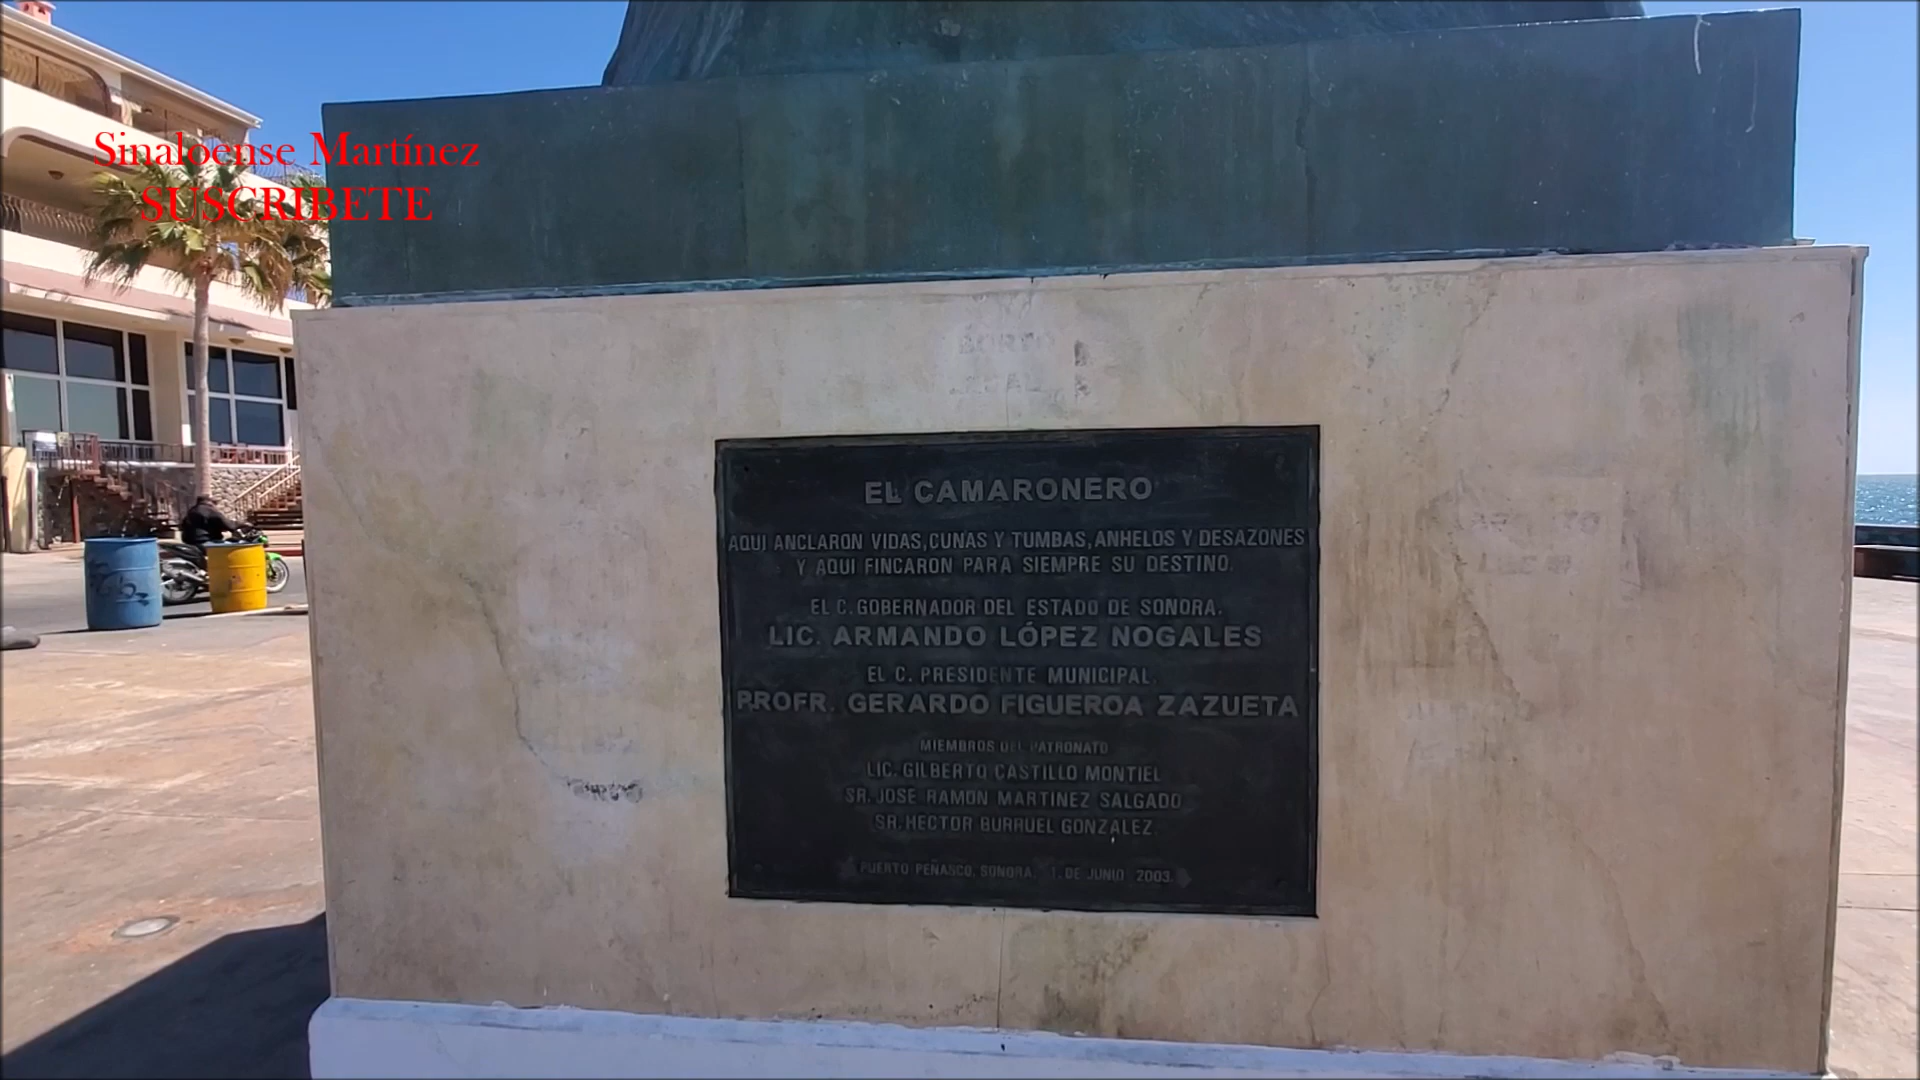 Sinaloense Martínez
SUSCRIBETE
EL CAMARONERO
AQUI ANCLARON VIDAS, CUNAS Y TUMBAS, ANHELOS Y DESAZONES
Y AQUI FINCARON PARA SIEMPRE SU DESTINO.
EL C. GOBERNADOR DEL ESTADO DE SONORA.
LIC. ARMANDO LÓPEZ NOGALES
EL C. PRESIDENTE MUNICIPAL.
PROFR. GERARDO FIGUEROA ZAZUETA
MIEMBROS DEL PATRONATO
LIC. GILBERTO CASTILLO MONTIEL
SR. JOSE RAMON MARTINEZ SALGADO
SR. HECTOR BURRUEL GONZALEZ.
PUERTO PEÑASCO, SONORA. 1. DE JUNIO 2003.